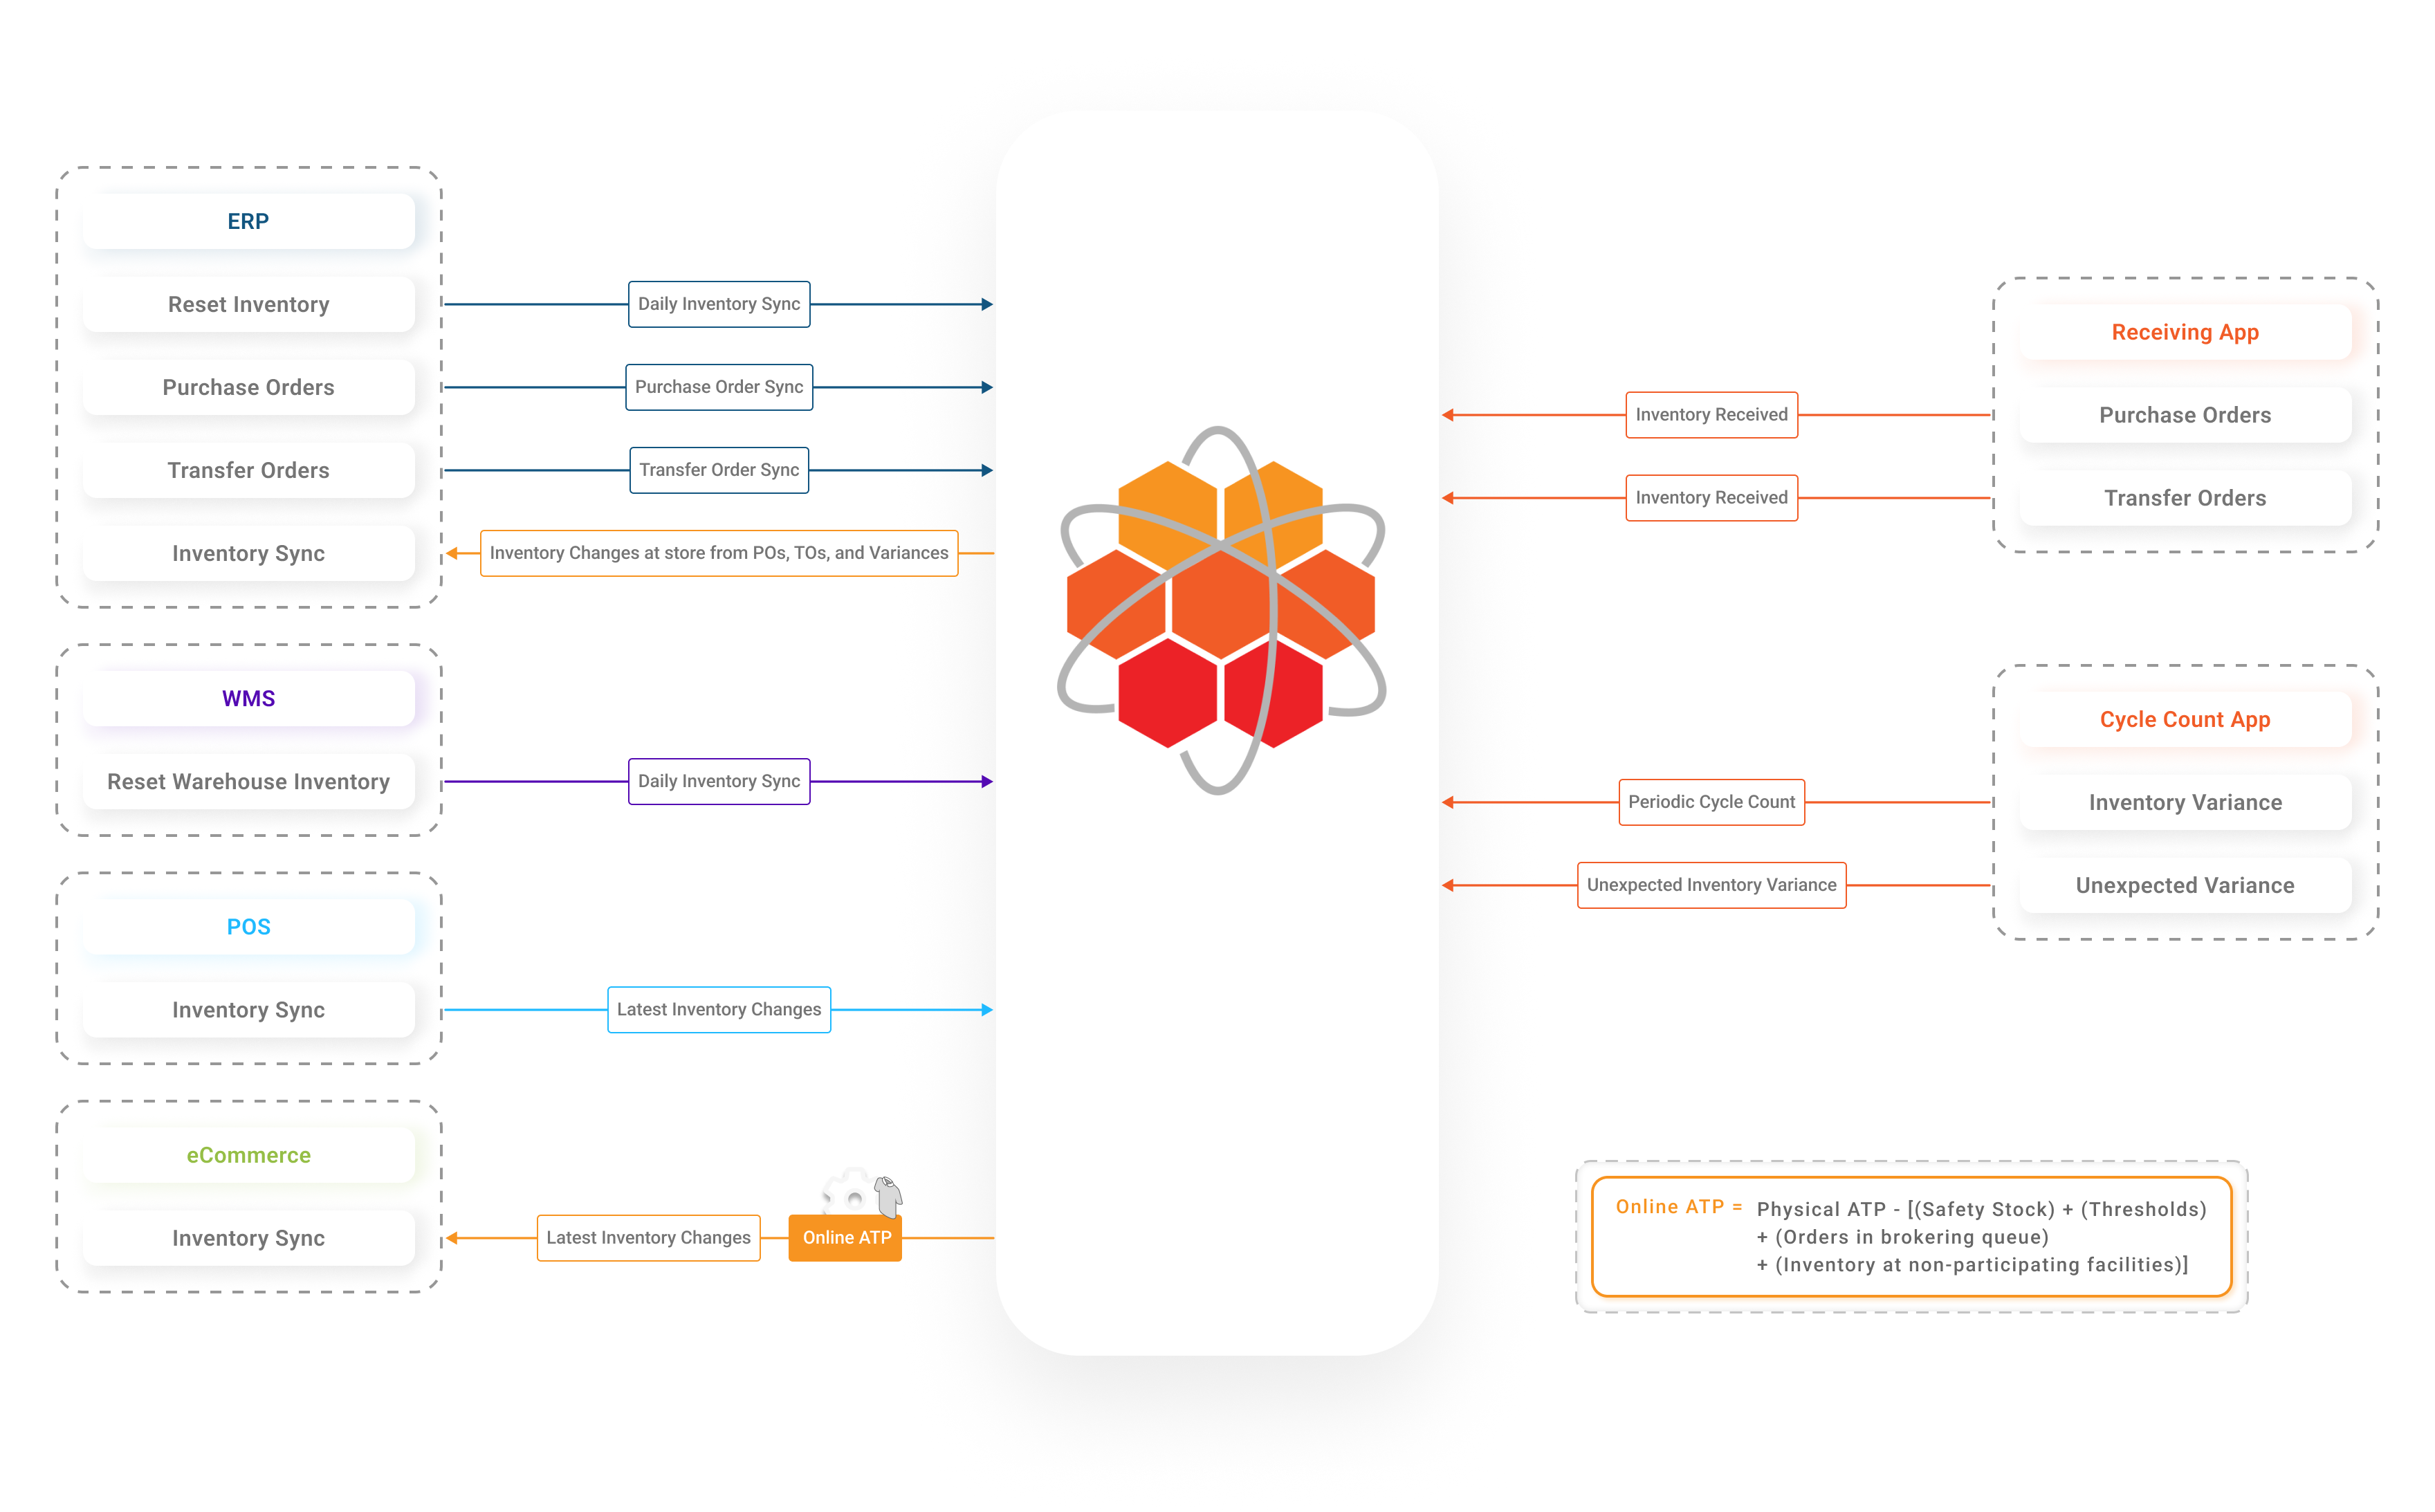 ERP
Reset Inventory
Daily Inventory Sync
Purchase Orders
Purchase Order Sync
Transfer Orders
Transfer Order Sync
Inventory Sync
Inventory Changes at store from POs, TOs, and Variances
WMS
Reset Warehouse Inventory
Daily Inventory Sync
POS
Inventory Sync
Latest Inventory Changes
eCommerce
Inventory Sync
Latest Inventory Changes
Online ATP
Receiving App
Inventory Received
Purchase Orders
Inventory Received
Transfer Orders
Cycle Count App
Periodic Cycle Count
Inventory Variance
Unexpected Inventory Variance
Unexpected Variance
Online ATP = Physical ATP - [(Safety Stock) + (Thresholds)
+ (Orders in brokering queue)
+ (Inventory at non-participating facilities)]